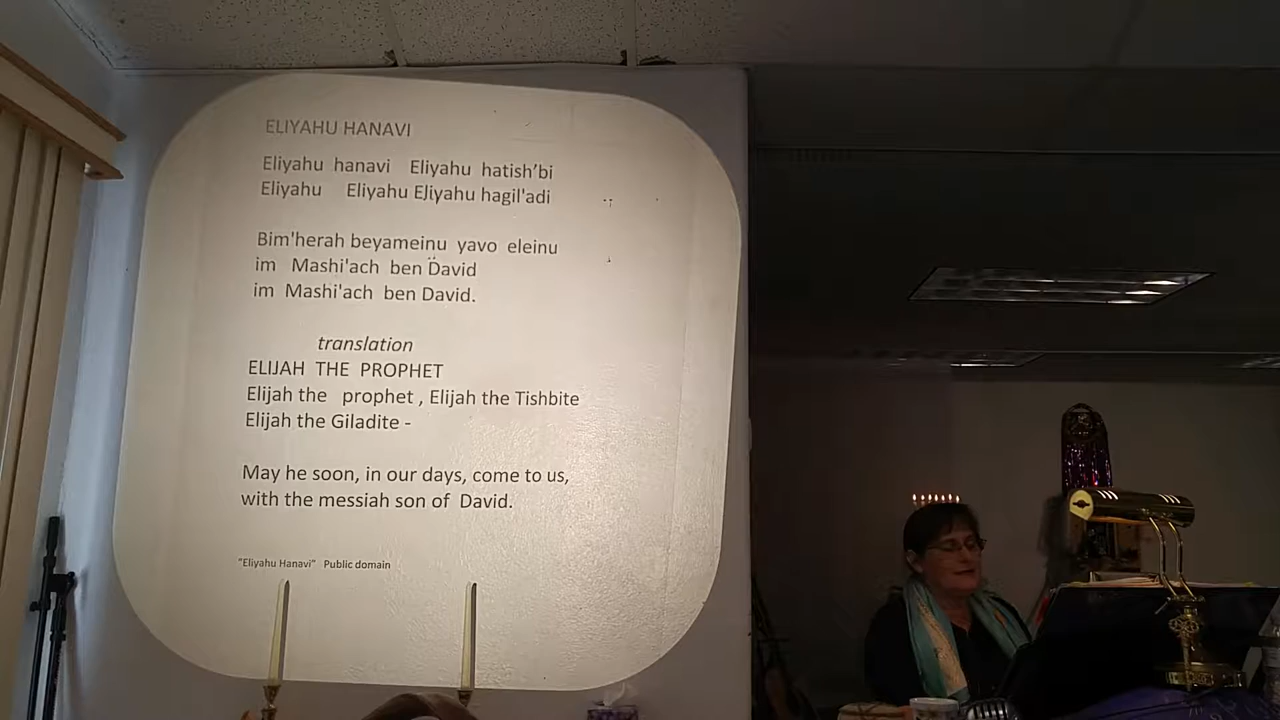 ELIYAHU HANAVI
Eliyahu hanavi Eliyahu hatish’bi
Eliyahu Eliyahu Eliyahu hagil'adi
Bim'herah beyameinu yavo eleinu
im Mashi'ach ben David
im Mashi'ach ben David.
translation
ELIJAH THE PROPHET
Elijah the prophet , Elijah the Tishbite
Elijah the Giladite -
May he soon, in our days, come to us,
with the messiah son of David.
“Eliyahu Hanavi” Public domain